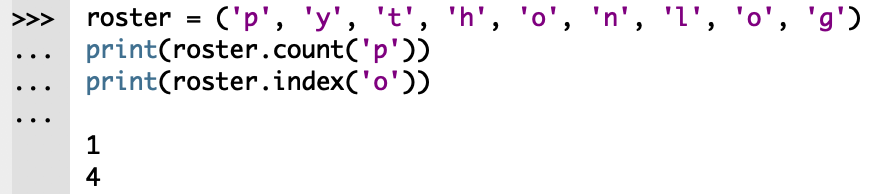 >>> roster = ('p', 'y', 't', 'h', 'o', 'n', 'l', 'o', 'g')
... print(roster.count('p'))
... print(roster.index('o'))
...
1
4